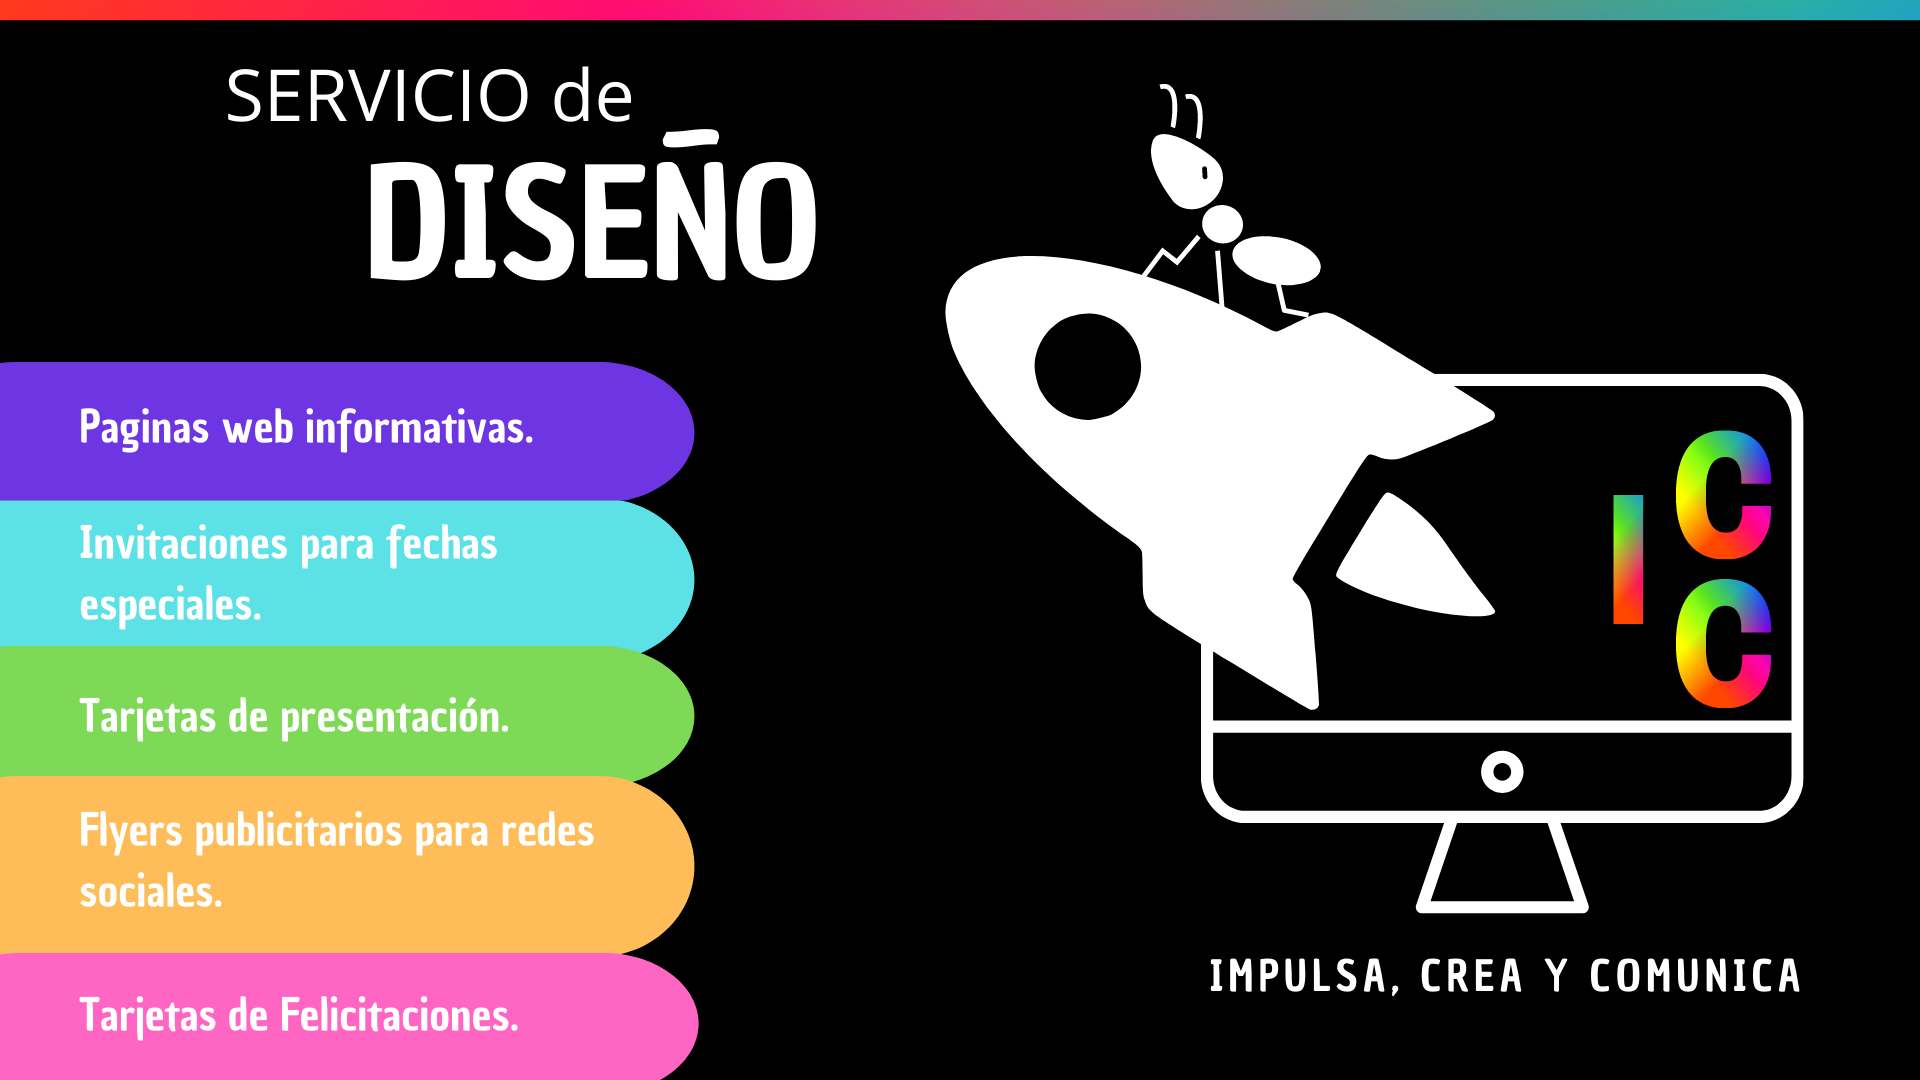 SERVICIO de
DISEÑO
Paginas web informativas.
Invitaciones para fechas
especiales.
Tarjetas de presentación.
Flyers publicitarios para redes
sociales.
Tarjetas de Felicitaciones.
I
C
C
IMPULSA, CREA Y COMUNICA